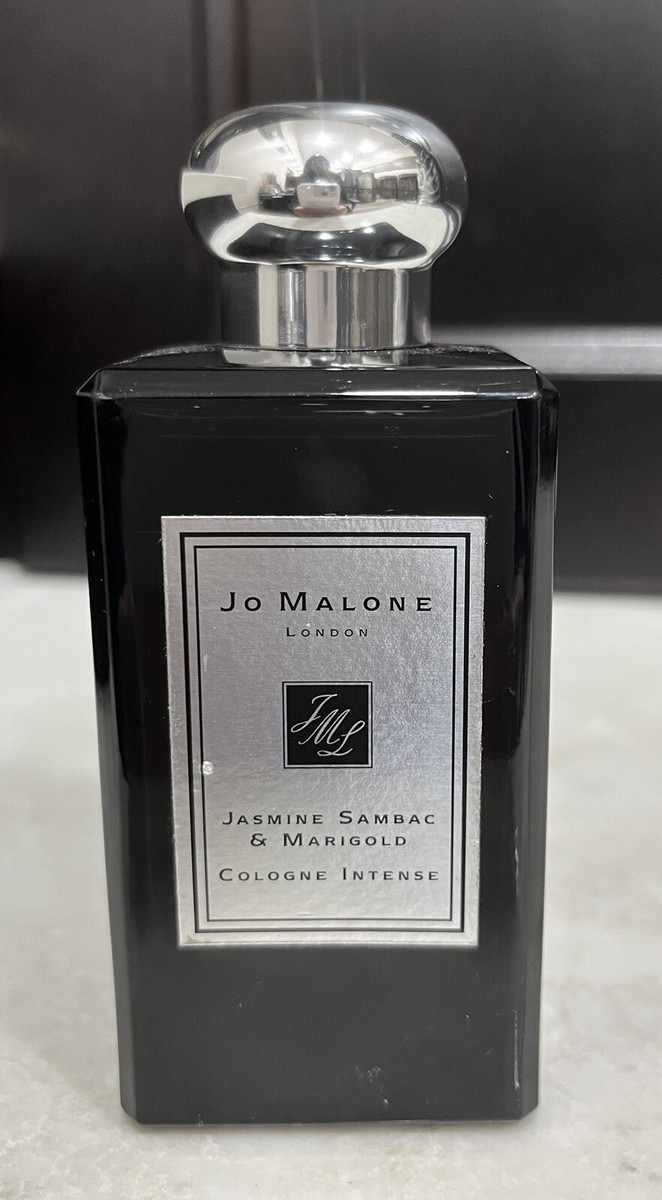 Jo Malone
London
JML
Jasmine Sambac
& Marigold
Cologne Intense